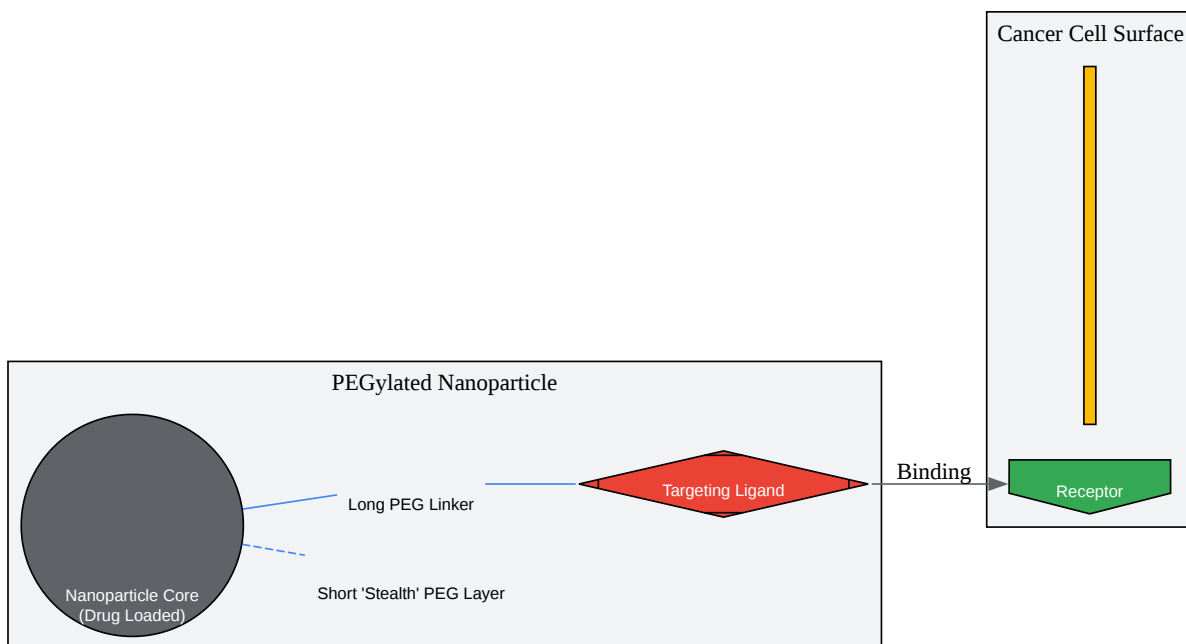 Cancer Cell Surface
PEGylated Nanoparticle
Binding
Targeting Ligand
Receptor
Long PEG Linker
Short 'Stealth' PEG Layer
Nanoparticle Core
(Drug Loaded)